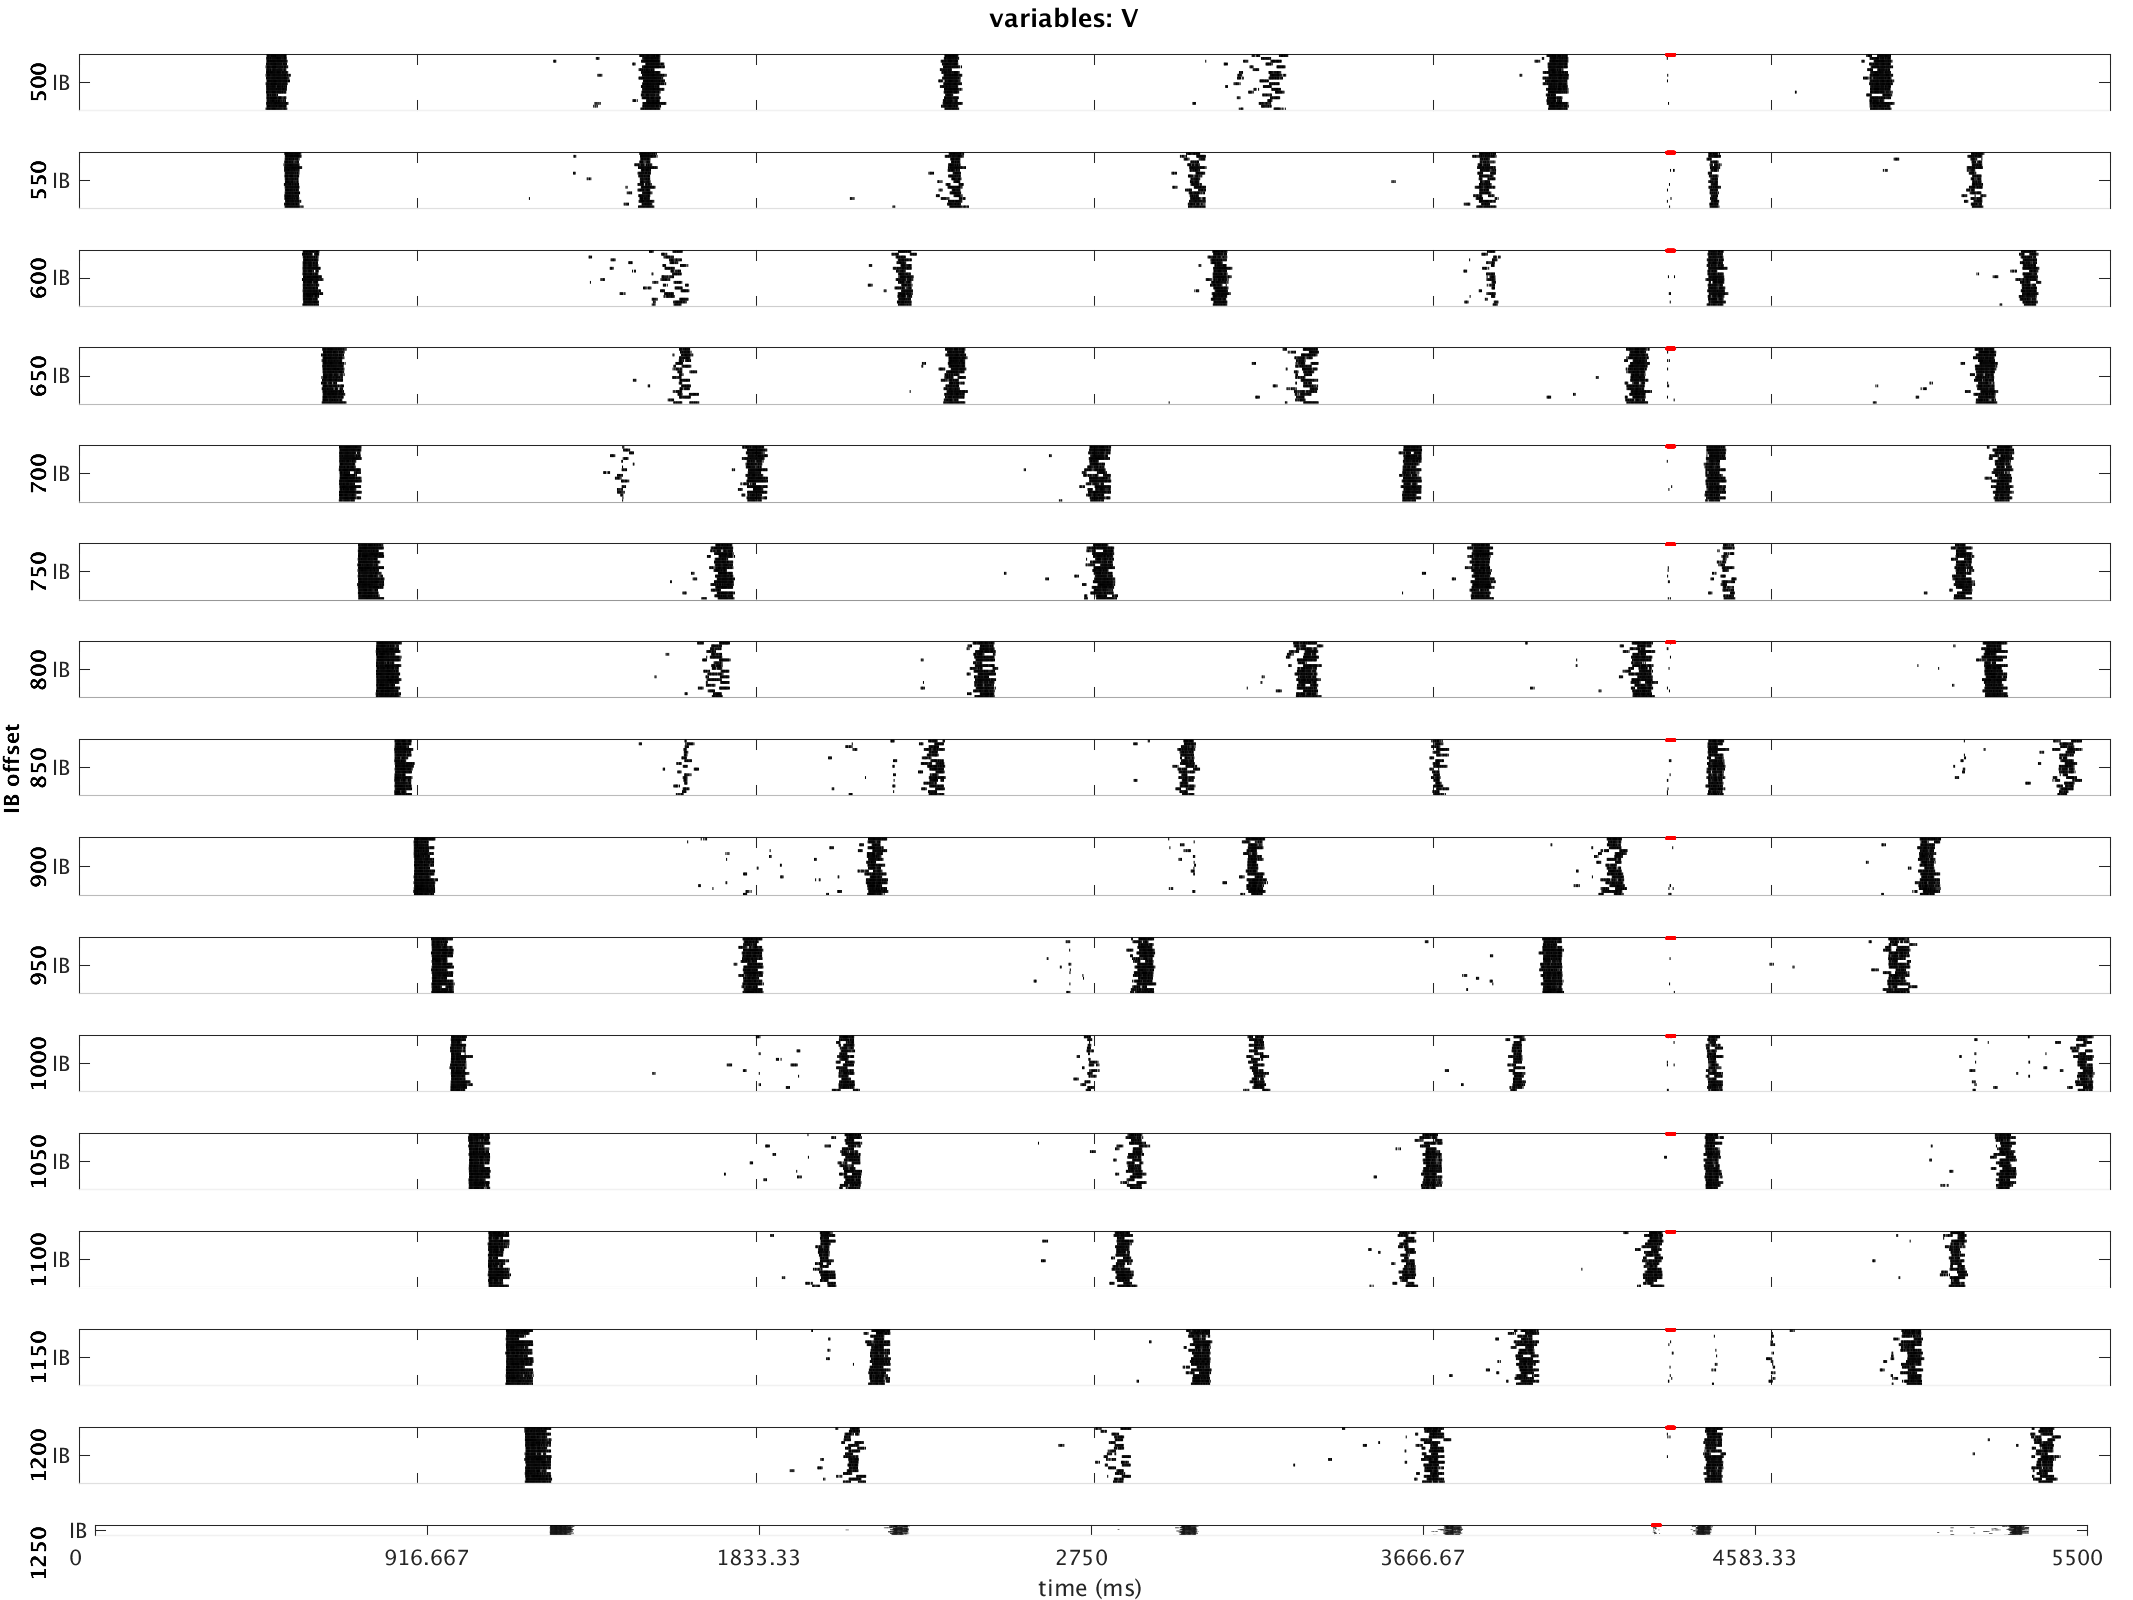 variables: V
500 IB
550 IB
600 IB
650 IB
700 IB
750 IB
800 IB
IB offset
850 IB
900 IB
950 IB
1000 IB
1050 IB
1100 IB
1150 IB
1200 IB
1250 IB
0 916.667 1833.33 2750 3666.67 4583.33 5500
time (ms)